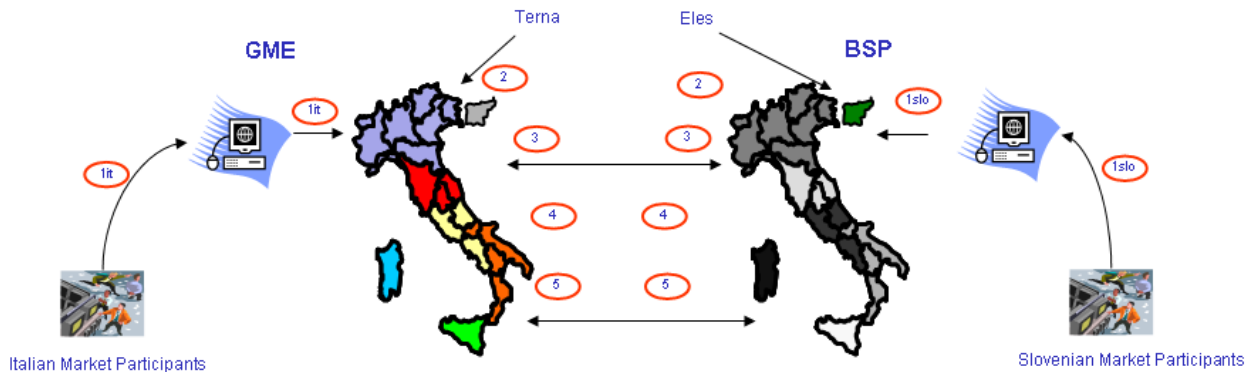 Terna
Eles
GME
BSP
2
2
1it
1slo
3
3
1it
1slo
4
4
5
5
Italian Market Participants
Slovenian Market Participants